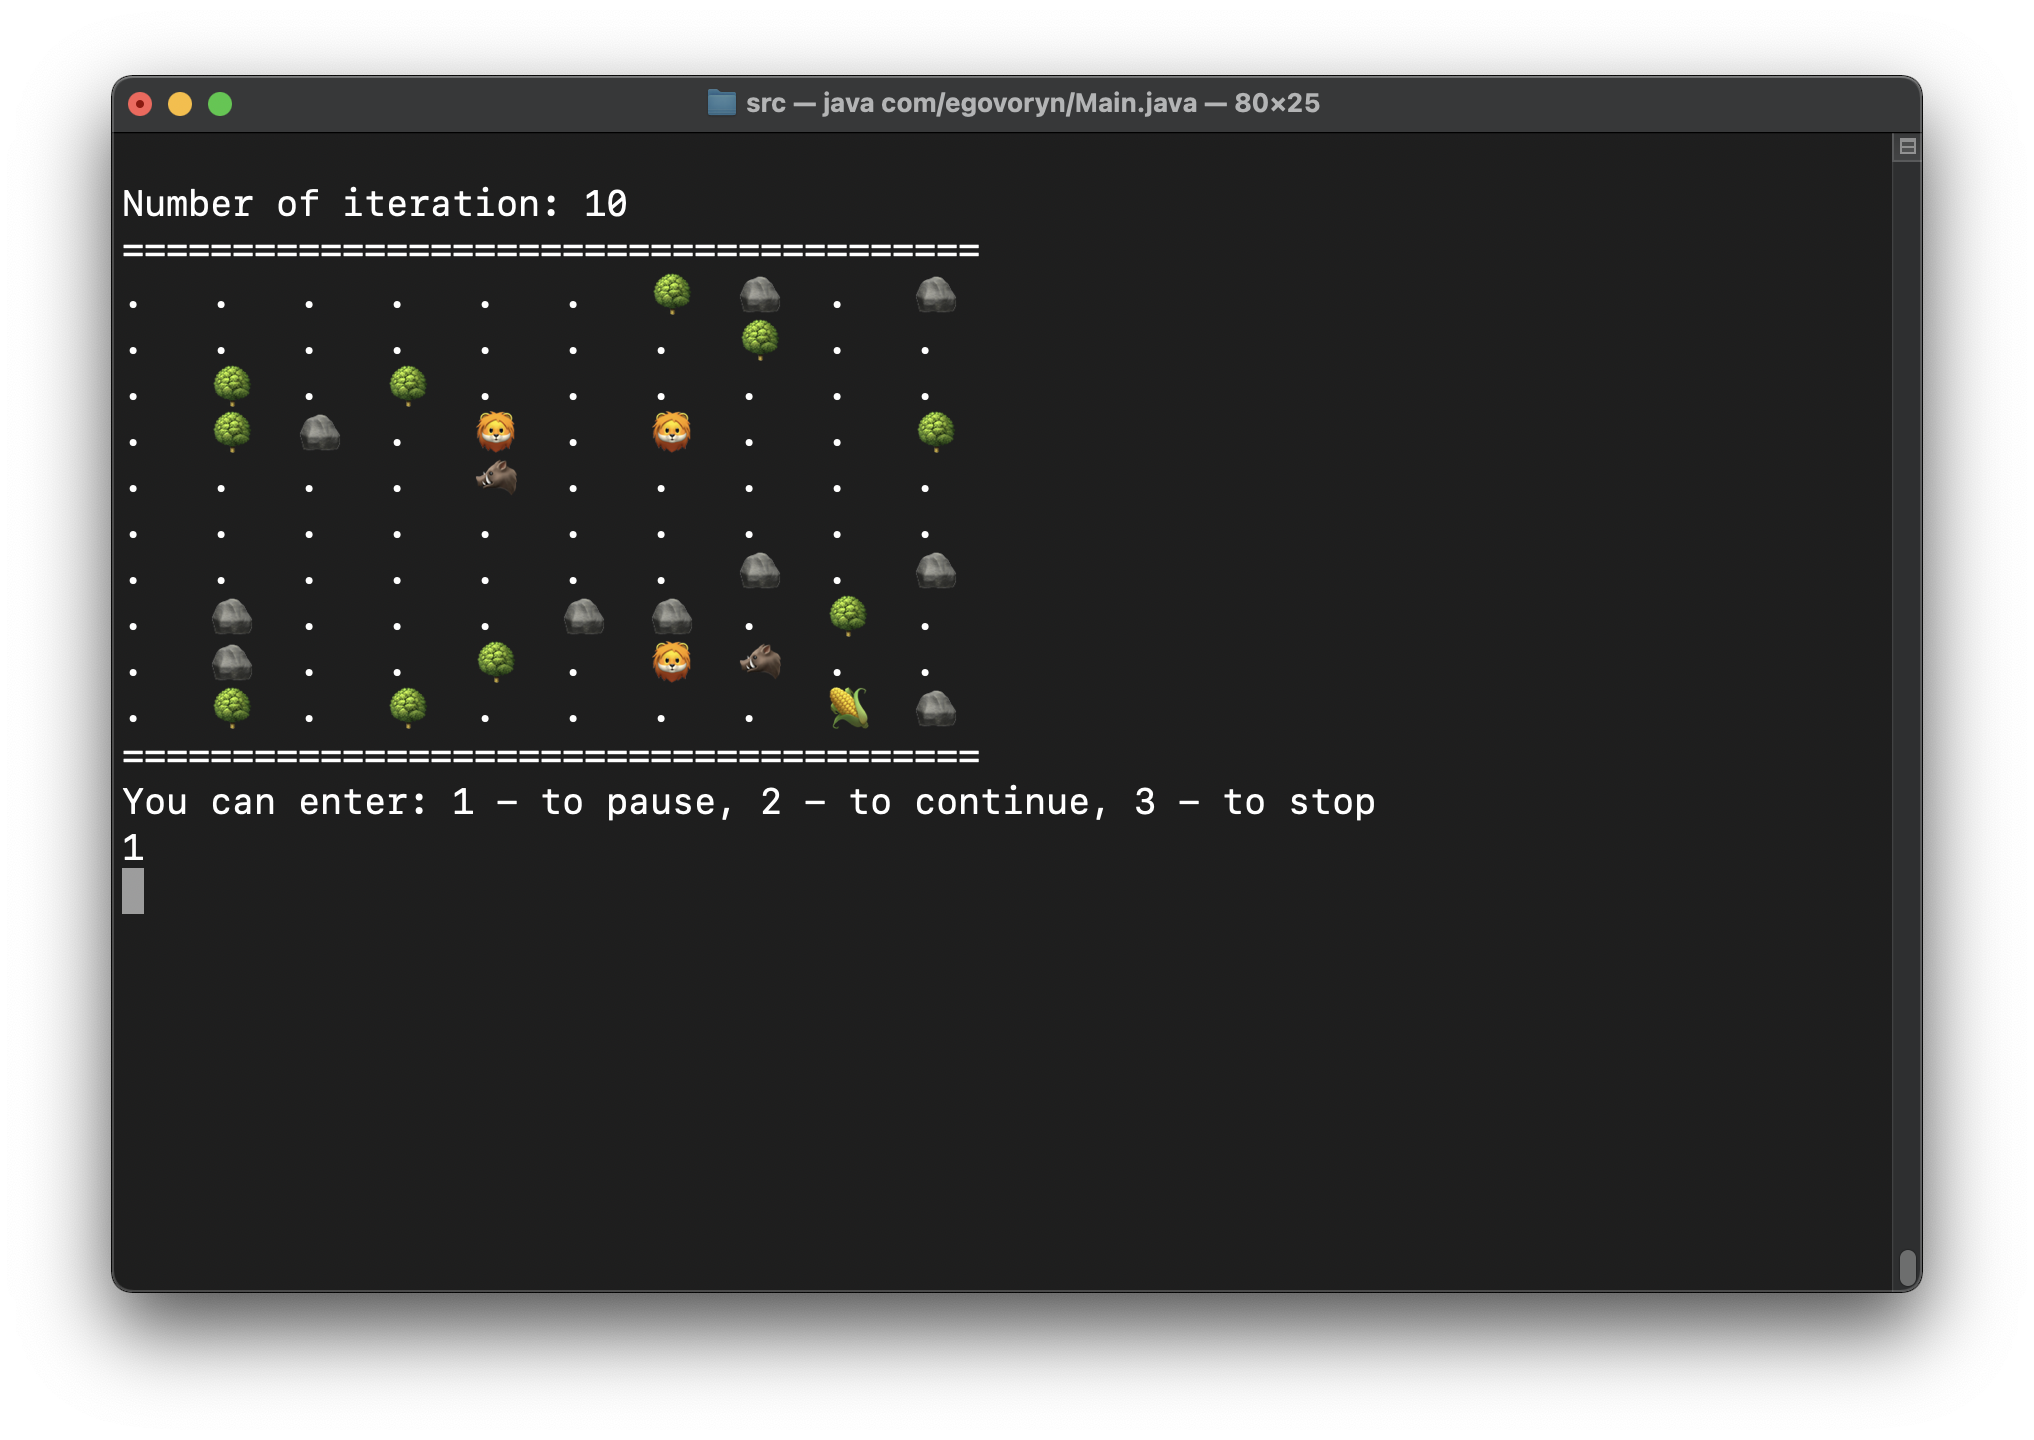 src — java com/egovoryn/Main.java — 80×25
Number of iteration: 10
=======================================
. . . . . . 🌳 🪨 . 🪨
. . . . . . . 🌳 . .
. 🌳 . 🌳 . . . . . .
. 🌳 🪨 . 🦁 . 🦁 . . 🌳
. . . . 🐗 . . . . .
. . . . . . . . . .
. . . . . . . 🪨 . 🪨
. 🪨 . . . 🪨 🪨 . 🌳 .
. 🪨 . . 🌳 . 🦁 🐗 . .
. 🌳 . 🌳 . . . . 🌽 🪨
=======================================
You can enter: 1 – to pause, 2 – to continue, 3 – to stop
1